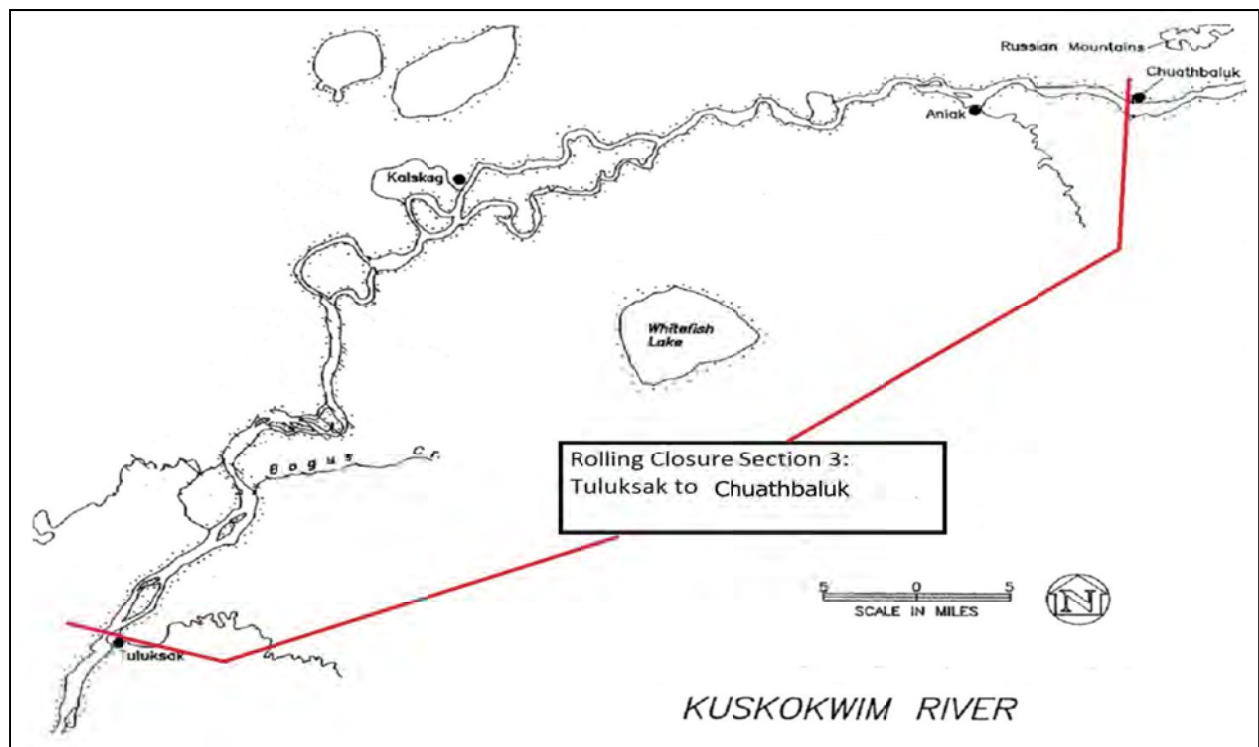 Russian Mountains
Chuathbaluk
Aniak
Kalskag
Whitefish
Lake
Bogus Cr.
Rolling Closure Section 3:
Tuluksak to Chuathbaluk
5 0 5
SCALE IN MILES
N
Tuluksak
KUSKOKWIM RIVER